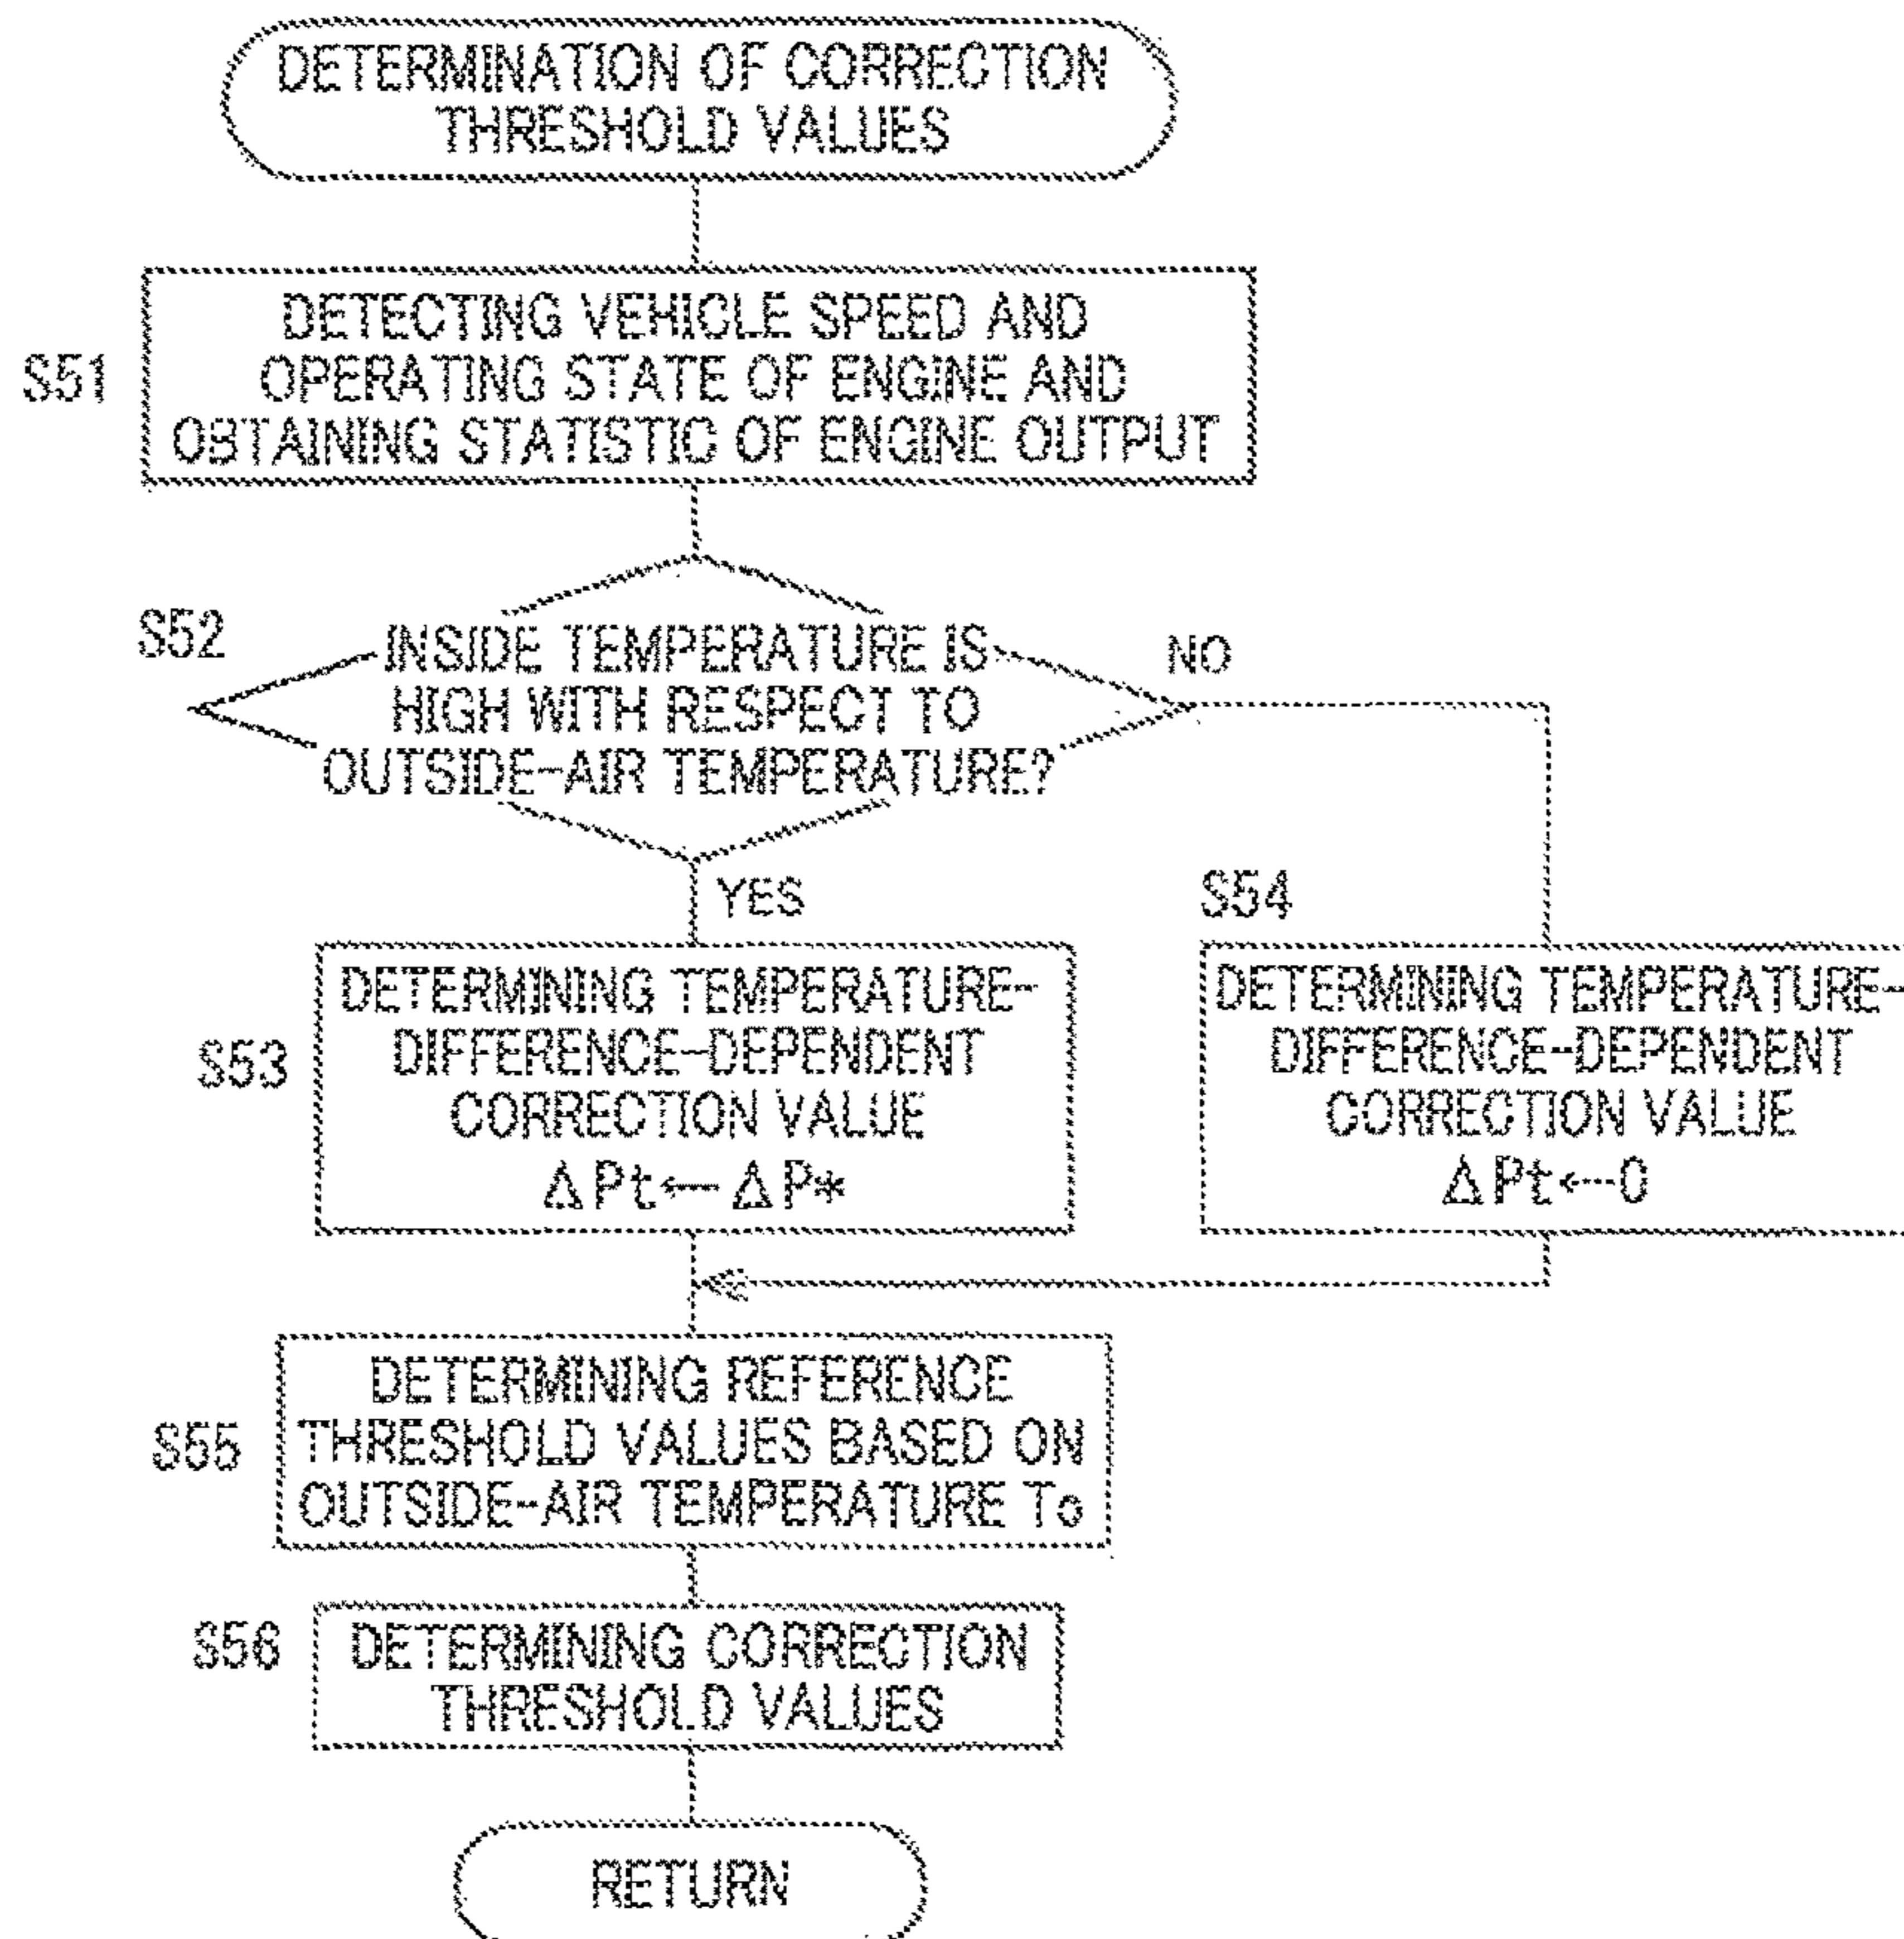 DETERMINATION OF CORRECTION
THRESHOLD VALUES
S51
DETECTING VEHICLE SPEED AND
OPERATING STATE OF ENGINE AND
OBTAINING STATISTIC OF ENGINE OUTPUT
S52
INSIDE TEMPERATURE IS
HIGH WITH RESPECT TO
OUTSIDE-AIR TEMPERATURE?
NO
YES
S53
DETERMINING TEMPERATURE-
DIFFERENCE-DEPENDENT
CORRECTION VALUE
ΔPt←ΔP*
S54
DETERMINING TEMPERATURE-
DIFFERENCE-DEPENDENT
CORRECTION VALUE
ΔPt←0
S55
DETERMINING REFERENCE
THRESHOLD VALUES BASED ON
OUTSIDE-AIR TEMPERATURE To
S56
DETERMINING CORRECTION
THRESHOLD VALUES
RETURN